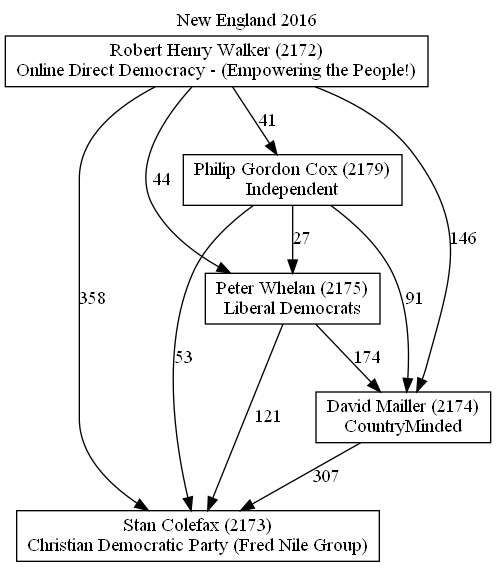 New England 2016
Robert Henry Walker (2172)
Online Direct Democracy - (Empowering the People!)
41
Philip Gordon Cox (2179)
Independent
44
27
146
Peter Whelan (2175)
Liberal Democrats
358
91
53
174
David Mailler (2174)
CountryMinded
121
307
Stan Colefax (2173)
Christian Democratic Party (Fred Nile Group)